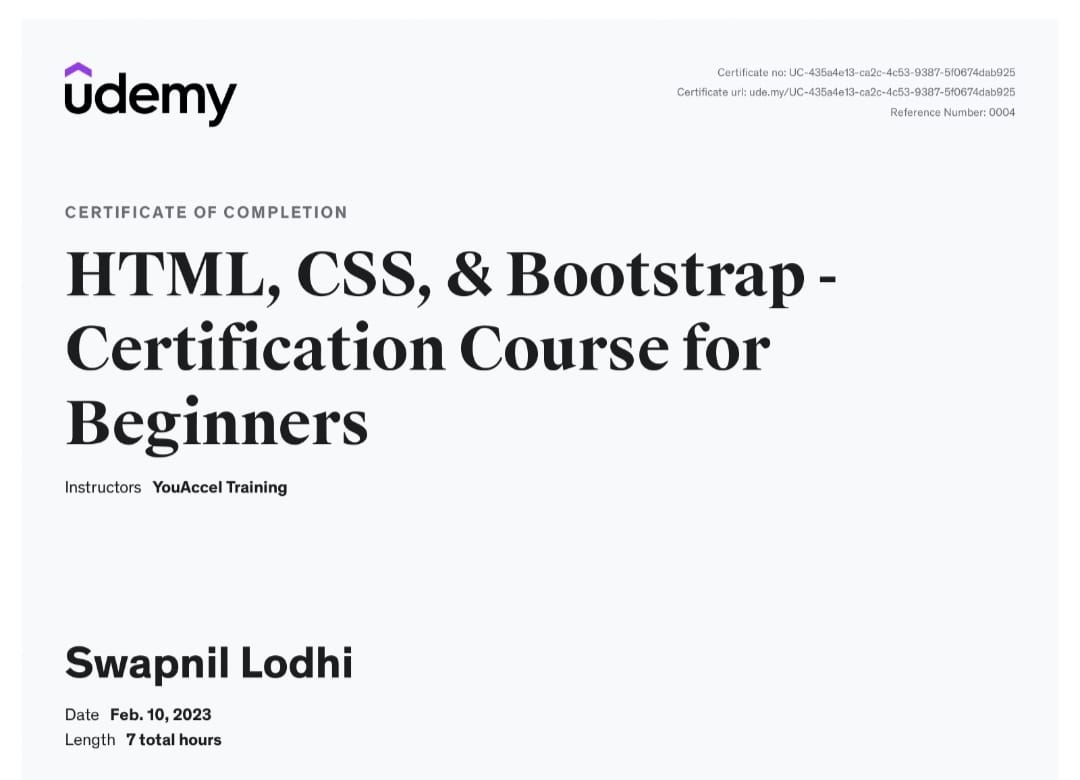 udemy
Certificate no: UC-435a4e13-ca2c-4c53-9387-5f0674dab925
Certificate url: ude.my/UC-435a4e13-ca2c-4c53-9387-5f0674dab925
Reference Number: 0004
CERTIFICATE OF COMPLETION
HTML, CSS, & Bootstrap -
Certification Course for
Beginners
Instructors YouAccel Training
Swapnil Lodhi
Date Feb. 10, 2023
Length 7 total hours